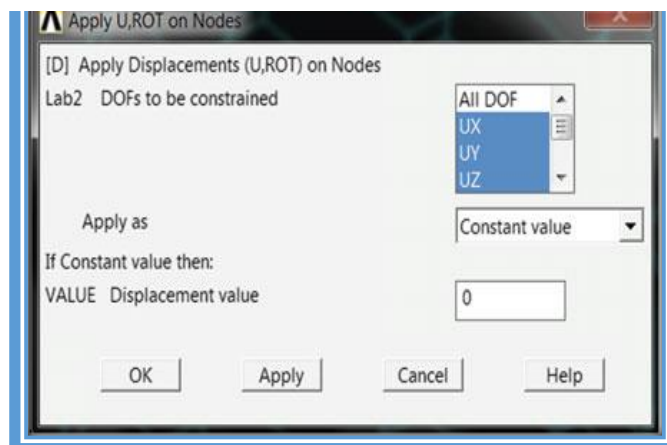 Apply U,ROT on Nodes
[D] Apply Displacements (U,ROT) on Nodes
Lab2 DOFs to be constrained
All DOF
UX
UY
UZ
Apply as
Constant value
If Constant value then:
VALUE Displacement value
0
OK Apply Cancel Help